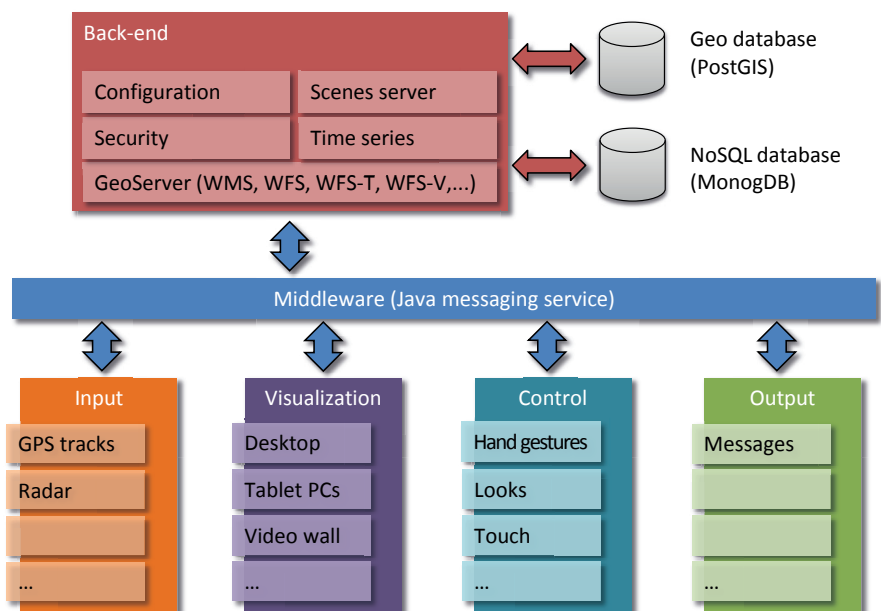 Back-end
Configuration
Scenes server
Security
Time series
GeoServer (WMS, WFS, WFS-T, WFS-V,...)
Geo database
(PostGIS)
NoSQL database
(MonogDB)
Middleware (Java messaging service)
Input
GPS tracks
Radar
...
Visualization
Desktop
Tablet PCs
Video wall
...
Control
Hand gestures
Looks
Touch
...
Output
Messages
...